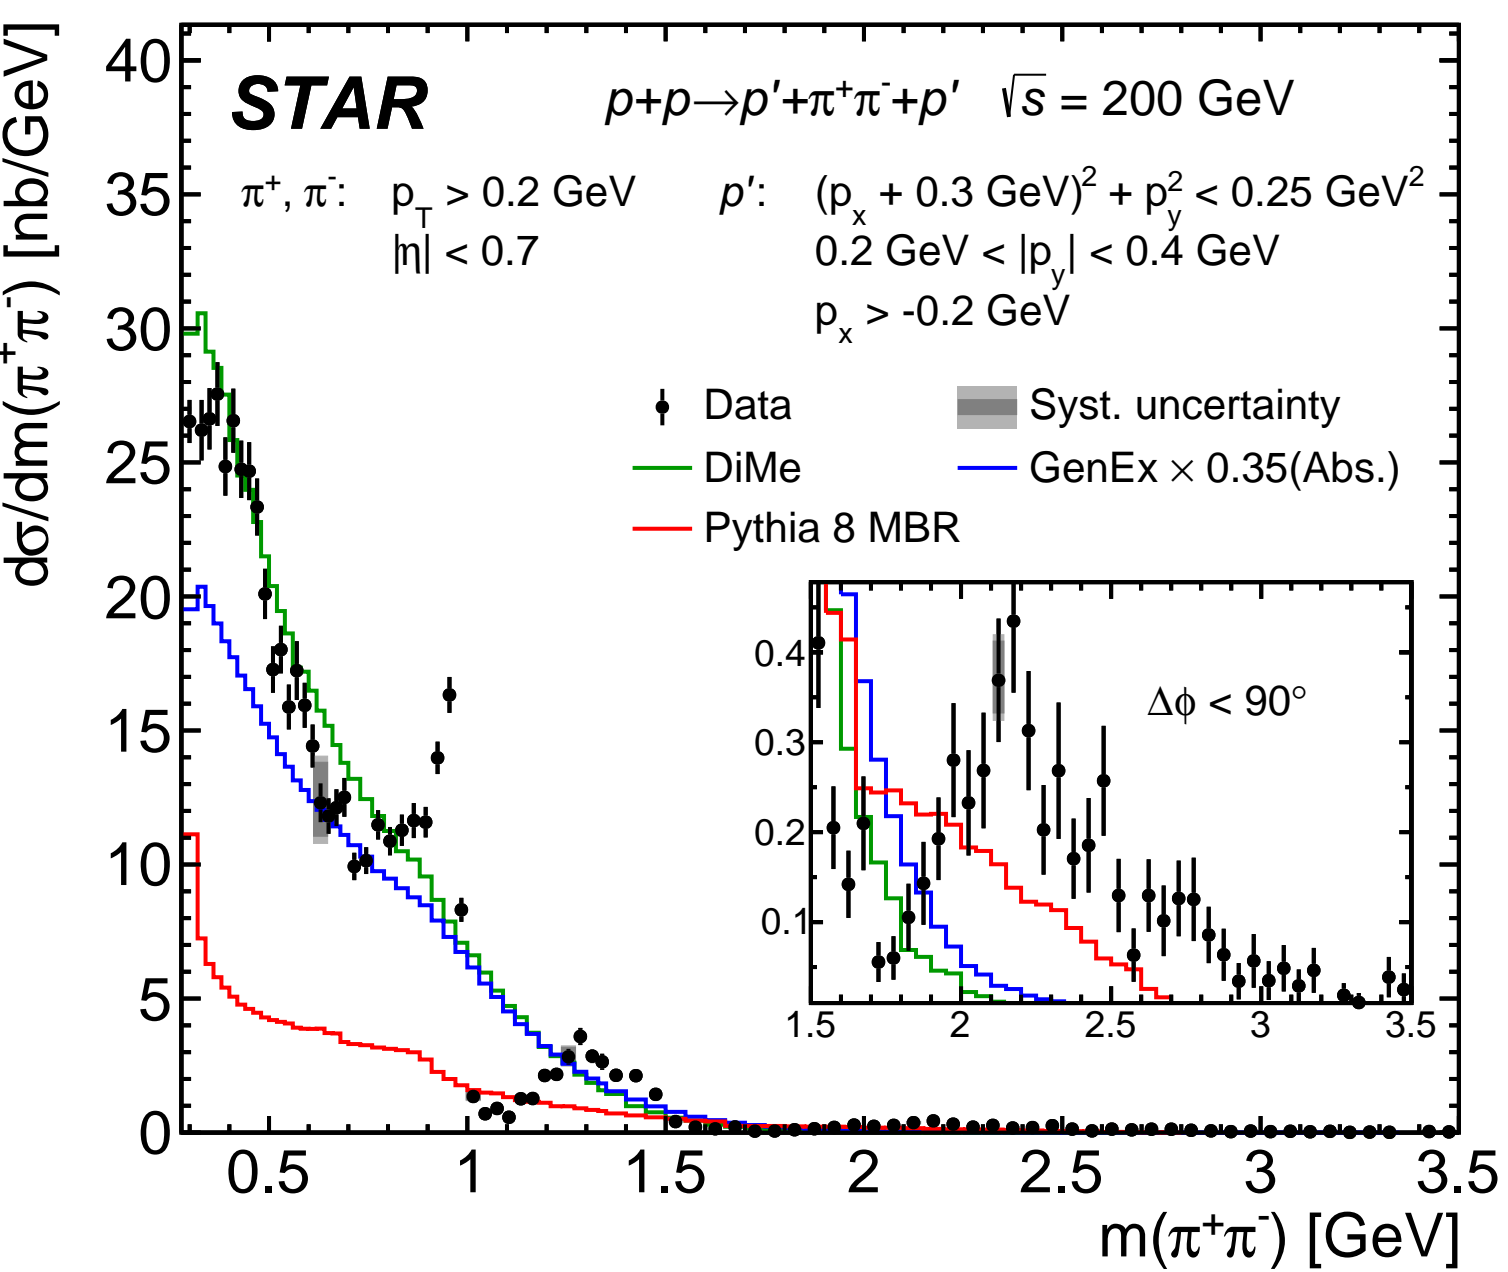 STAR
p+p→p′+π⁺π⁻+p′ √s = 200 GeV
π⁺, π⁻: p_T > 0.2 GeV p′: (p_x + 0.3 GeV)² + p_y² < 0.25 GeV²
|η| < 0.7 0.2 GeV < |p_y| < 0.4 GeV
p_x > -0.2 GeV
Data Syst. uncertainty
DiMe GenEx × 0.35(Abs.)
Pythia 8 MBR
dσ/dm(π⁺π⁻) [nb/GeV]
40
35
30
25
20
15
10
5
0
0.5 1 1.5 2 2.5 3 3.5
m(π⁺π⁻) [GeV]
Δϕ < 90°
0.4
0.3
0.2
0.1
1.5 2 2.5 3 3.5